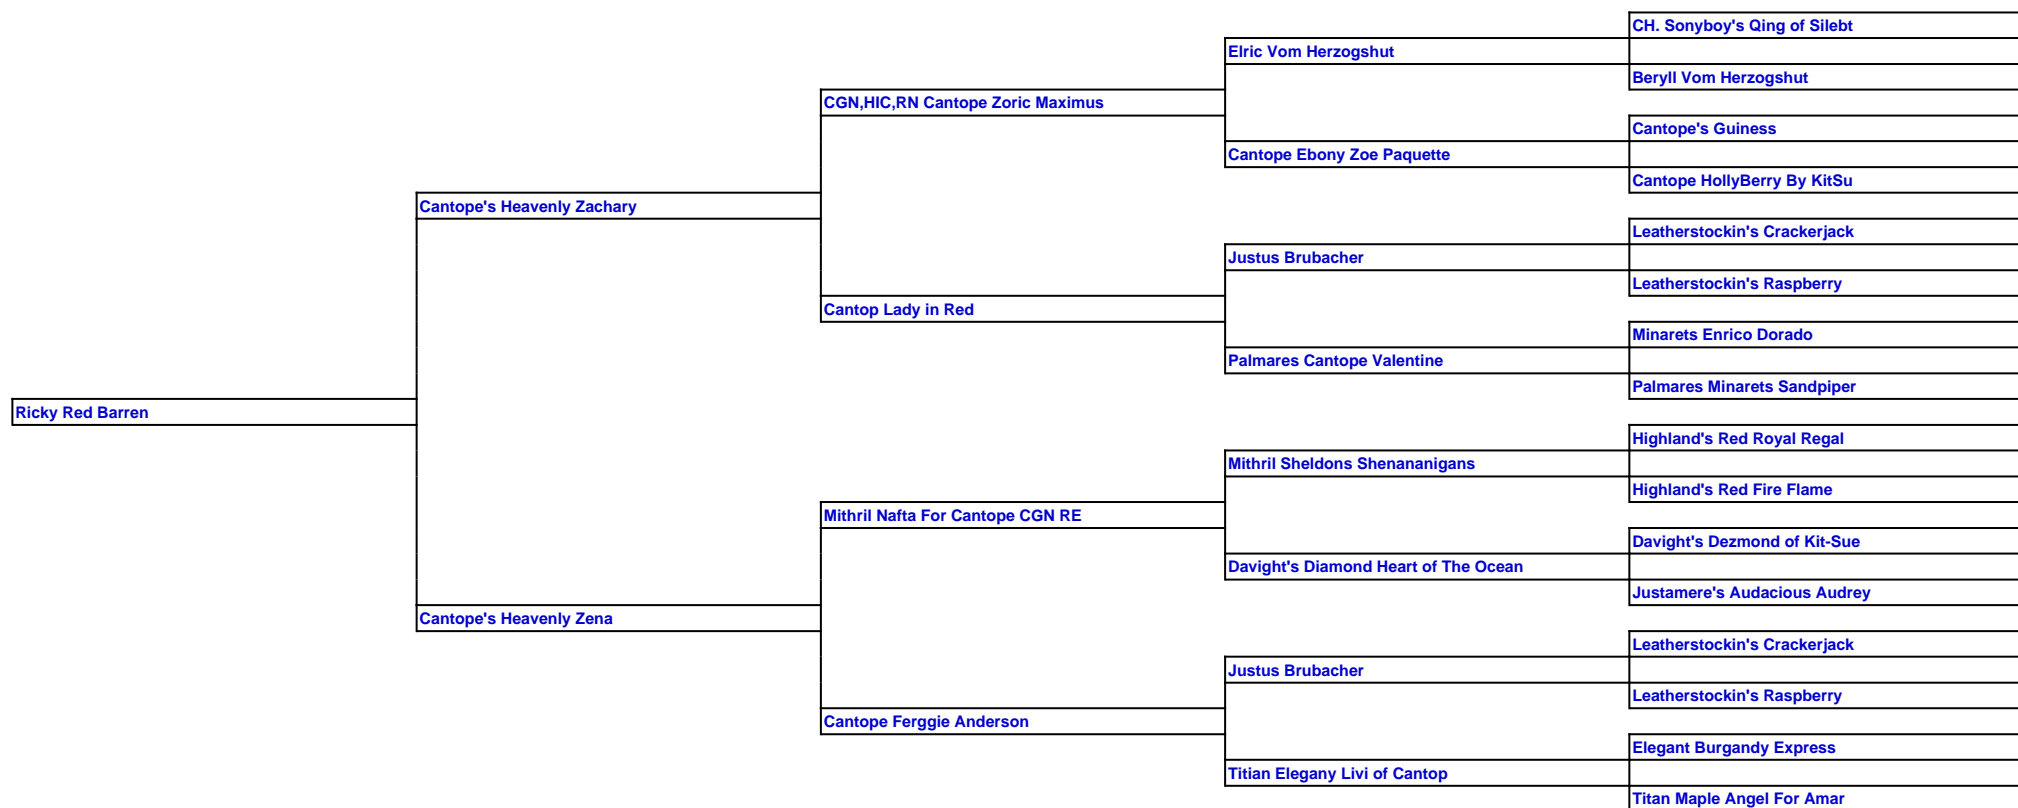 CH. Sonyboy's Qing of Silebt
Elric Vom Herzogshut
Beryll Vom Herzogshut
CGN,HIC,RN Cantope Zoric Maximus
Cantope's Guiness
Cantope Ebony Zoe Paquette
Cantope HollyBerry By KitSu
Cantope's Heavenly Zachary
Leatherstockin's Crackerjack
Justus Brubacher
Leatherstockin's Raspberry
Cantop Lady in Red
Minarets Enrico Dorado
Palmares Cantope Valentine
Palmares Minarets Sandpiper
Ricky Red Barren
Highland's Red Royal Regal
Mithril Sheldons Shenananigans
Highland's Red Fire Flame
Mithril Nafta For Cantope CGN RE
Davight's Dezmond of Kit-Sue
Davight's Diamond Heart of The Ocean
Justamere's Audacious Audrey
Cantope's Heavenly Zena
Leatherstockin's Crackerjack
Justus Brubacher
Leatherstockin's Raspberry
Cantope Ferggie Anderson
Elegant Burgandy Express
Titian Elegany Livi of Cantop
Titan Maple Angel For Amar